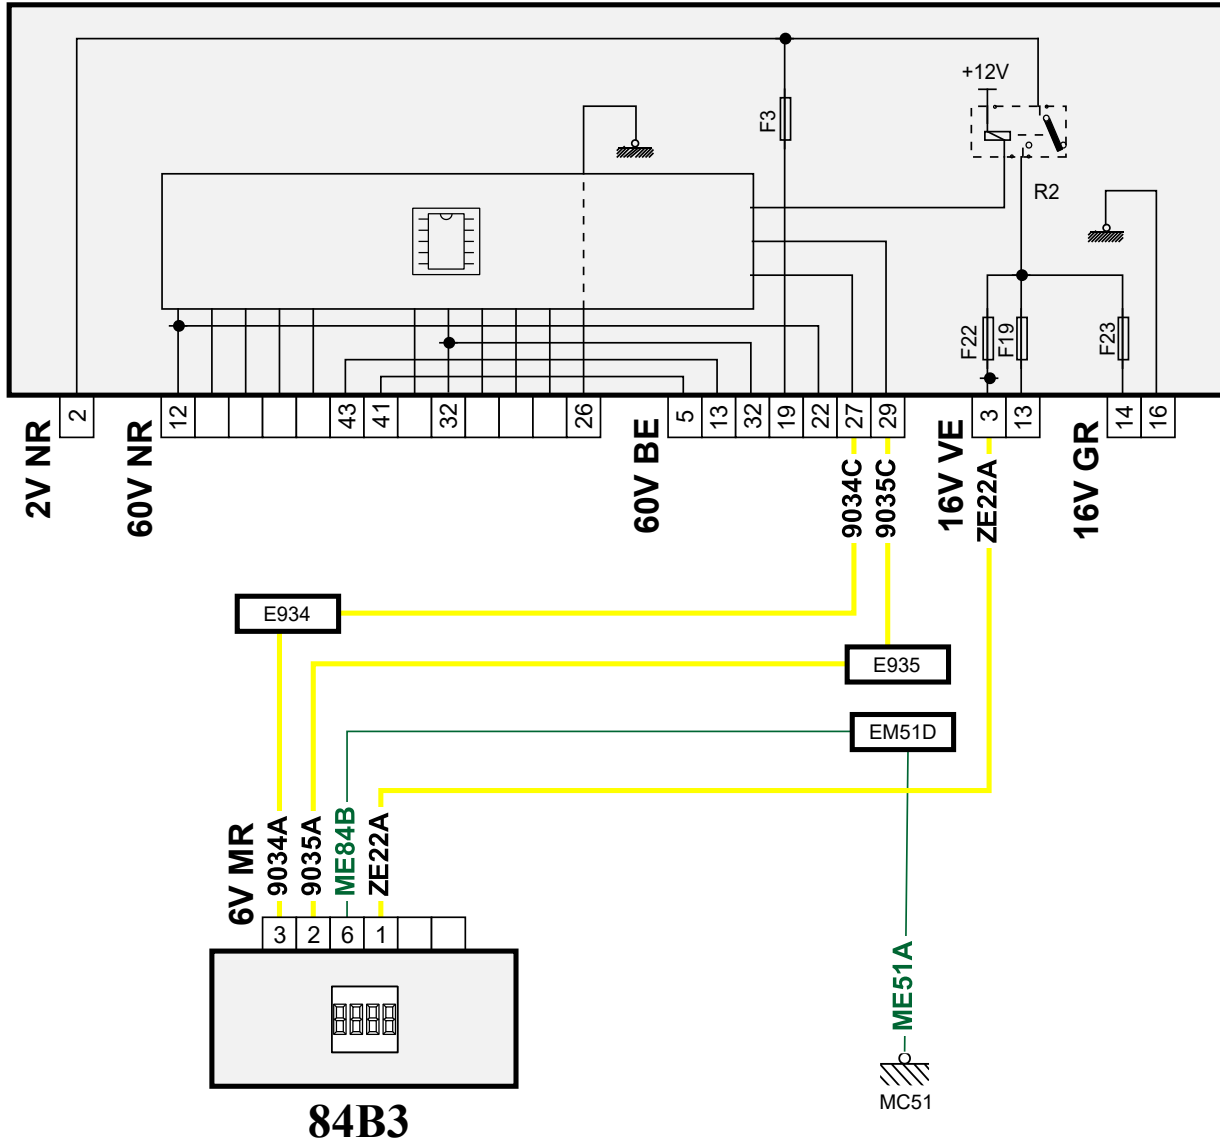 +12V
F3
R2
F22
F19
F23
2
12
43
41
32
26
5
13
32
19
22
27
29
3
13
14
16
2V NR
60V NR
60V BE
16V VE
16V GR
9034C
9035C
ZE22A
E934
E935
EM51D
6V MR
9034A
9035A
ME84B
ZE22A
3
2
6
1
ME51A
MC51
84B3